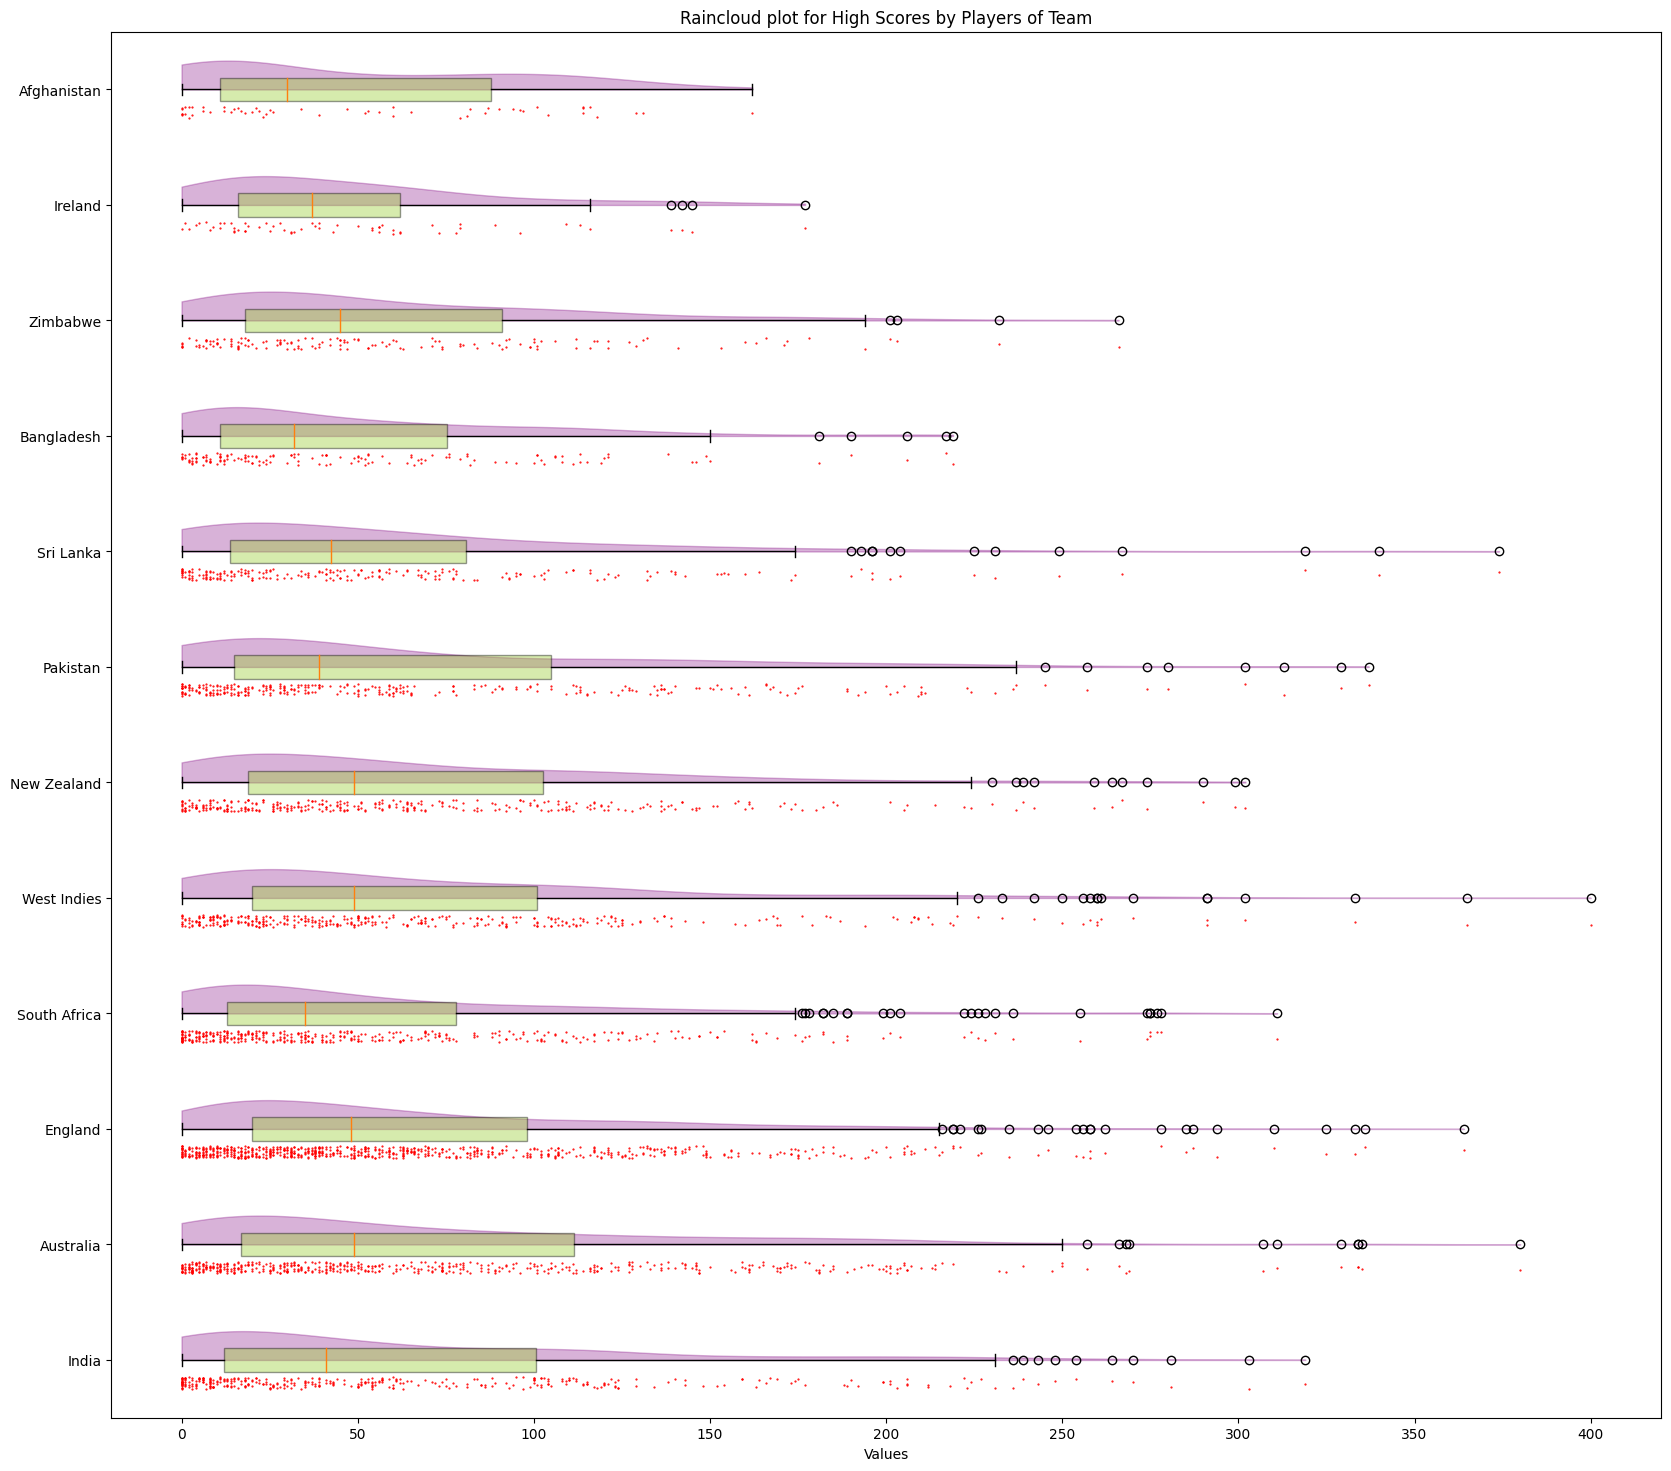 Raincloud plot for High Scores by Players of Team
Afghanistan
Ireland
Zimbabwe
Bangladesh
Sri Lanka
Pakistan
New Zealand
West Indies
South Africa
England
Australia
India
0 50 100 150 200 250 300 350 400
Values